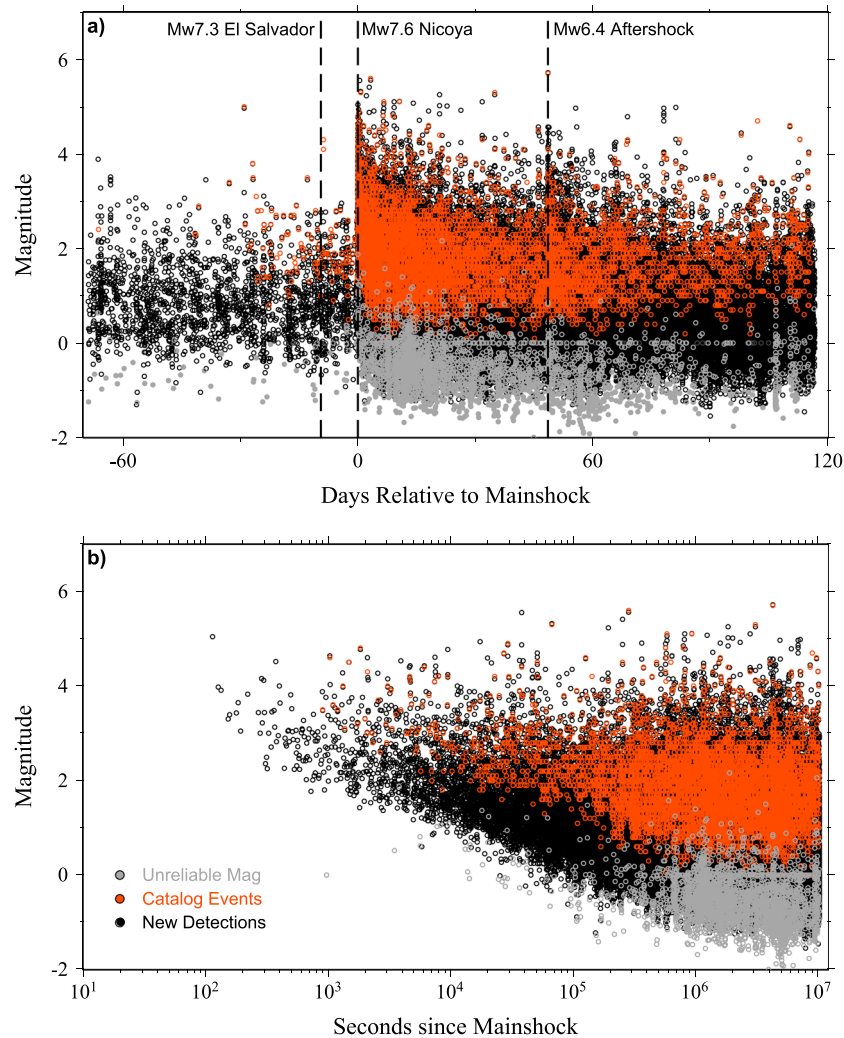 a)
Mw7.3 El Salvador
Mw7.6 Nicoya
Mw6.4 Aftershock
6
4
2
0
-2
Magnitude
-60
0
60
120
Days Relative to Mainshock
b)
6
4
2
0
-2
Magnitude
Unreliable Mag
Catalog Events
New Detections
10¹
10²
10³
10⁴
10⁵
10⁶
10⁷
Seconds since Mainshock